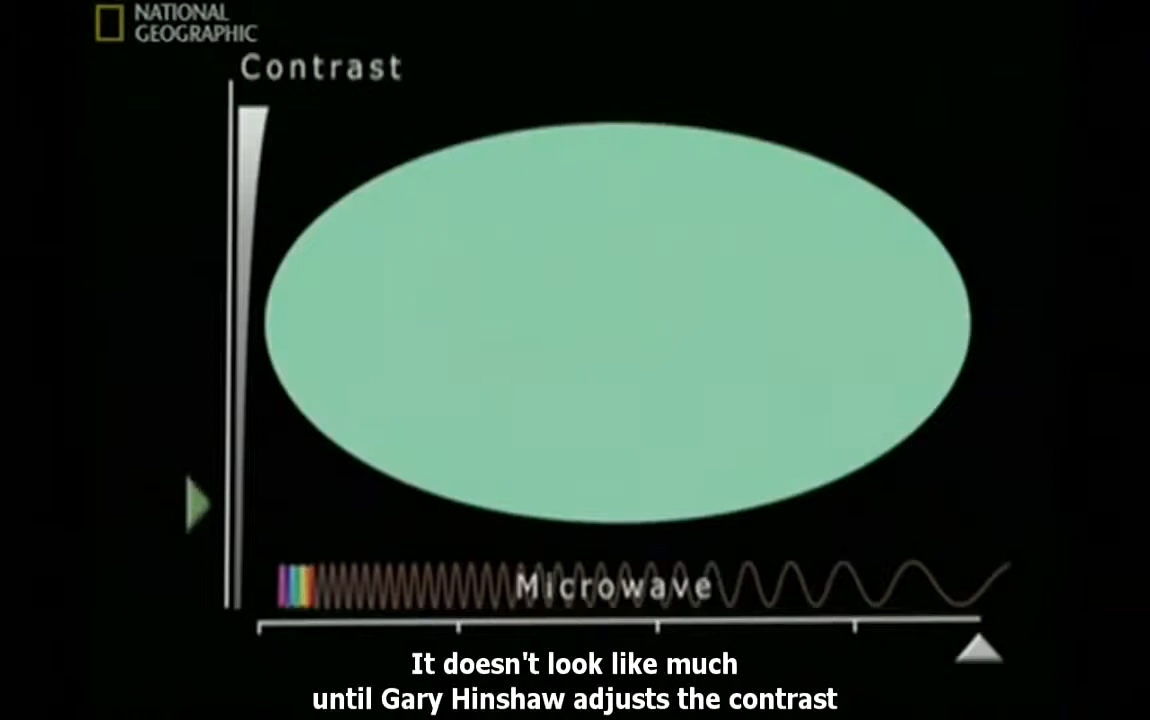 NATIONAL
GEOGRAPHIC
Contrast
Microwave
It doesn't look like much
until Gary Hinshaw adjusts the contrast